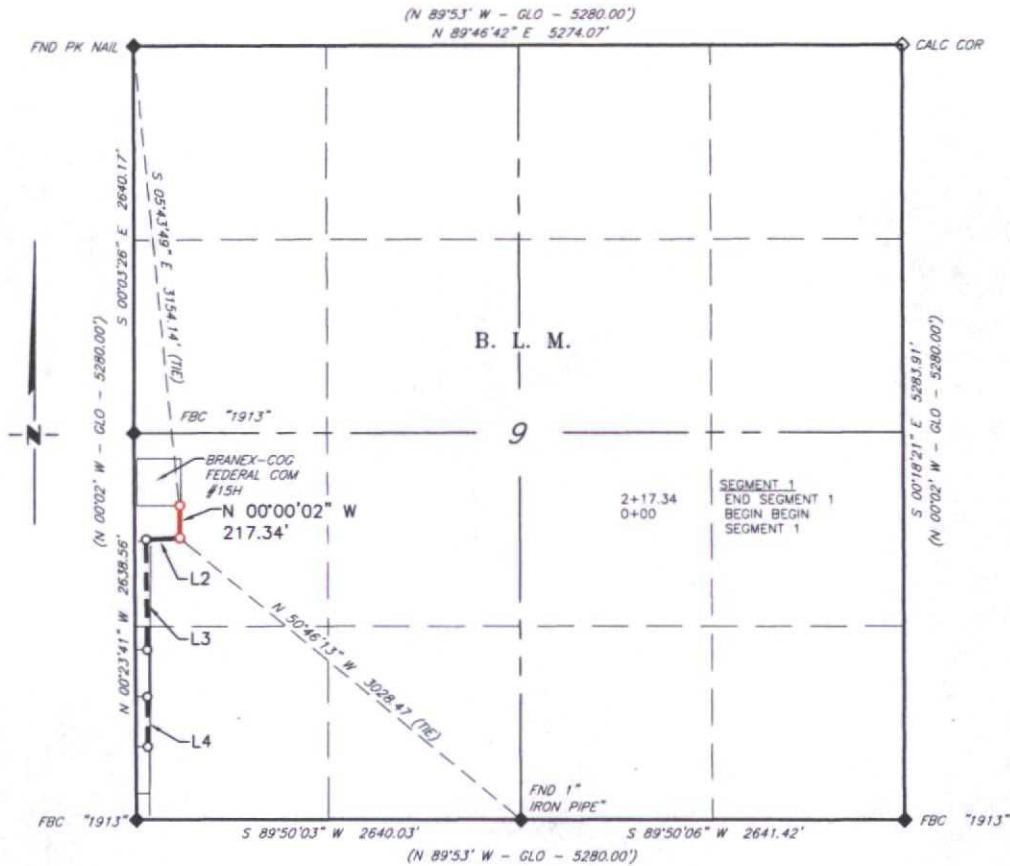 (N 89°53' W - GLO - 5280.00')
N 89°46'42" E 5274.07'
FND PK NAIL
CALC COR
S 00°03'26" E 2640.17'
S 05°43'49" E 3154.14' (TIE)
(N 00°02' W - GLO - 5280.00')
B. L. M.
S 00°18'21" E 5283.91'
(N 00°02' W - GLO - 5280.00')
N
FBC "1913"
9
BRANEX-COG
FEDERAL COM
#15H
N 00°00'02" W
217.34'
SEGMENT 1
2+17.34 END SEGMENT 1
0+00 BEGIN BEGIN
SEGMENT 1
L2
N 00°23'41" W 2638.56'
L3
N 50°46'13" W 3028.47 (TIE)
L4
FND 1"
IRON PIPE"
FBC "1913"
S 89°50'03" W 2640.03'
S 89°50'06" W 2641.42'
FBC "1913"
(N 89°53' W - GLO - 5280.00')